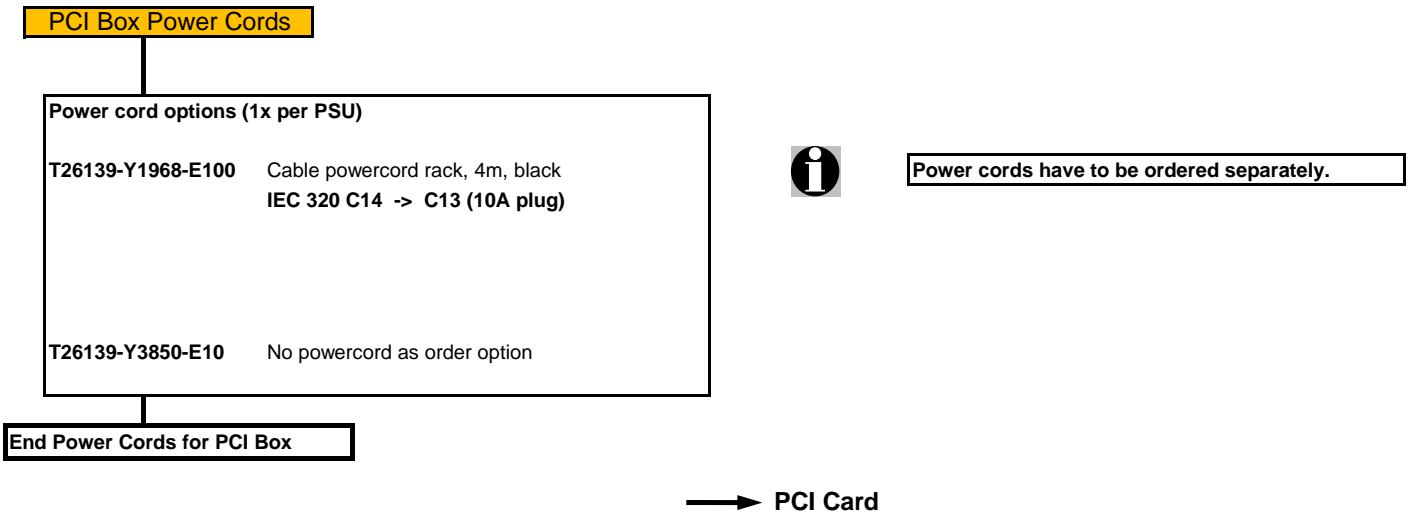 PCI Box Power Cords
Power cord options (1x per PSU)
T26139-Y1968-E100 Cable powercord rack, 4m, black
IEC 320 C14 -> C13 (10A plug)
Power cords have to be ordered separately.
T26139-Y3850-E10 No powercord as order option
End Power Cords for PCI Box
PCI Card